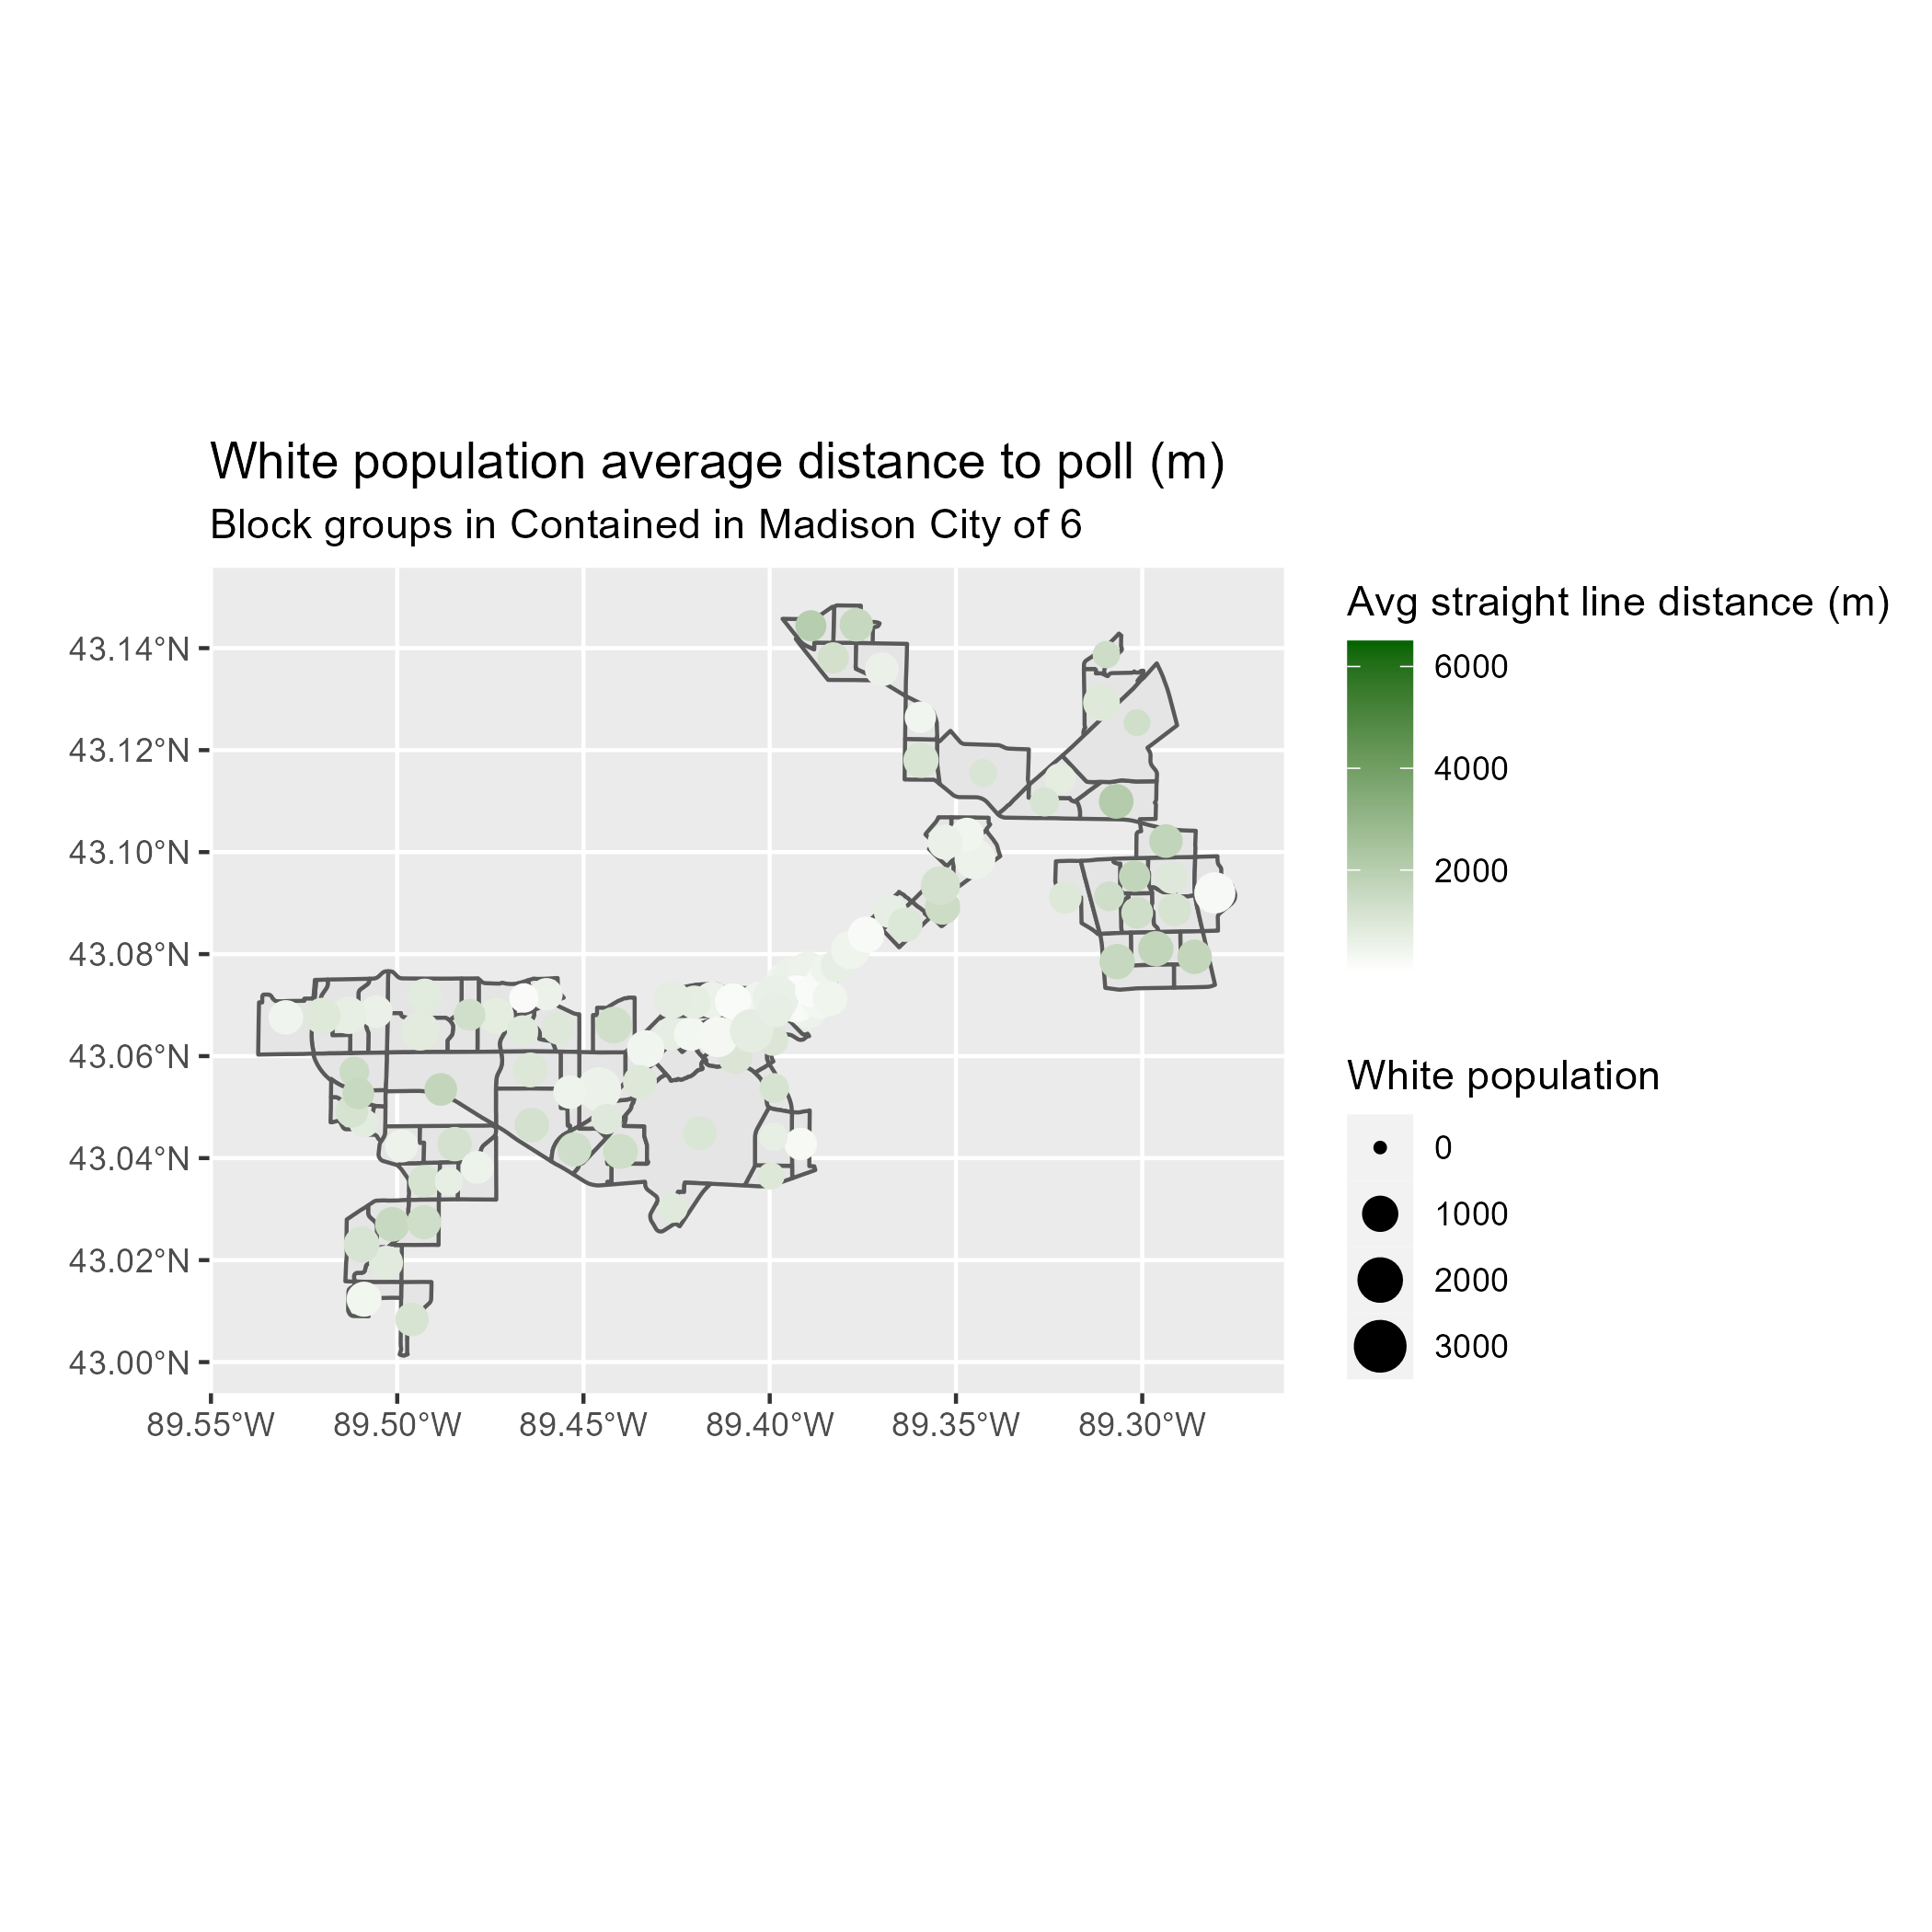 White population average distance to poll (m)
Block groups in Contained in Madison City of 6
43.14°N
43.12°N
43.10°N
43.08°N
43.06°N
43.04°N
43.02°N
43.00°N
89.55°W
89.50°W
89.45°W
89.40°W
89.35°W
89.30°W
Avg straight line distance (m)
6000
4000
2000
White population
0
1000
2000
3000